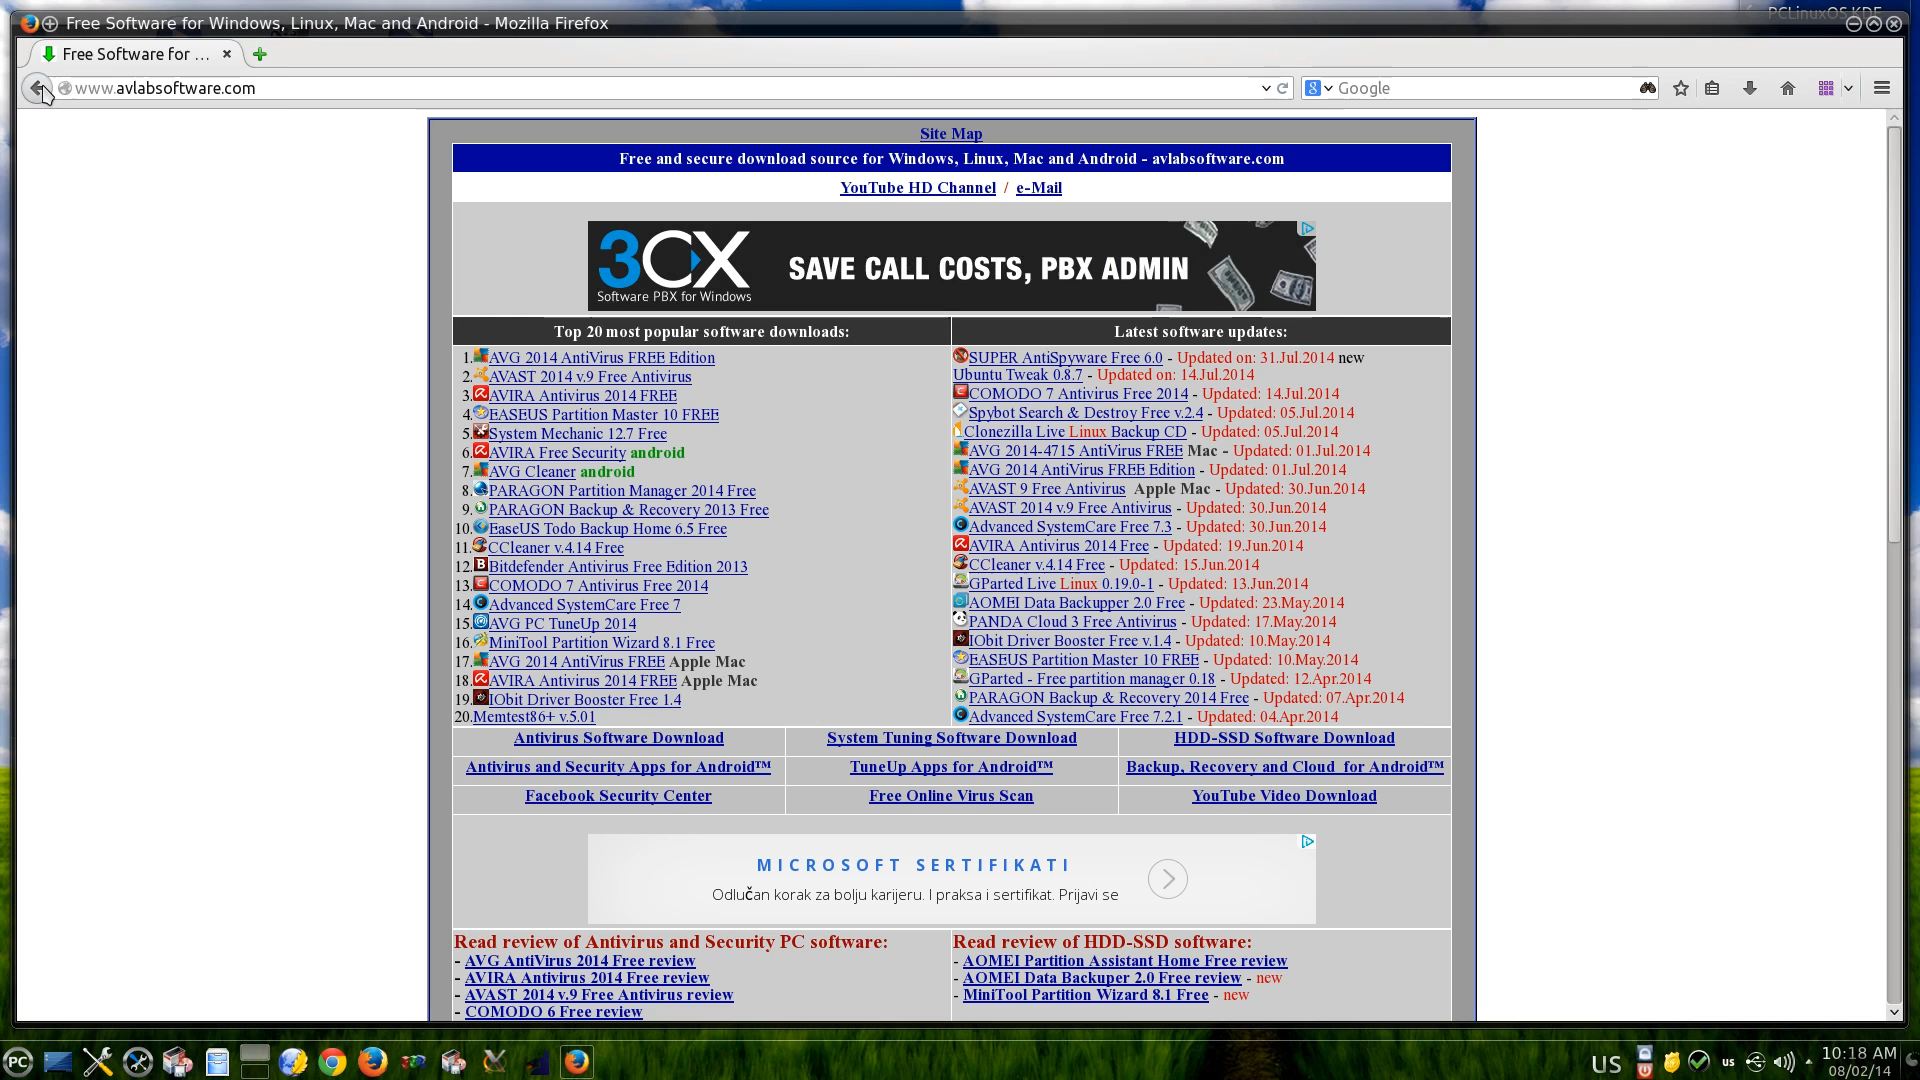 PCLinuxOS KDE
Free Software for Windows, Linux, Mac and Android - Mozilla Firefox
Free Software for ...
www.avlabsoftware.com
8 Google
Site Map
Free and secure download source for Windows, Linux, Mac and Android - avlabsoftware.com
YouTube HD Channel / e-Mail
3CX
Software PBX for Windows
SAVE CALL COSTS, PBX ADMIN
Top 20 most popular software downloads:
1. AVG 2014 AntiVirus FREE Edition
2. AVAST 2014 v.9 Free Antivirus
3. AVIRA Antivirus 2014 FREE
4. EASEUS Partition Master 10 FREE
5. System Mechanic 12.7 Free
6. AVIRA Free Security android
7. AVG Cleaner android
8. PARAGON Partition Manager 2014 Free
9. PARAGON Backup & Recovery 2013 Free
10. EaseUS Todo Backup Home 6.5 Free
11. CCleaner v.4.14 Free
12. Bitdefender Antivirus Free Edition 2013
13. COMODO 7 Antivirus Free 2014
14. Advanced SystemCare Free 7
15. AVG PC TuneUp 2014
16. MiniTool Partition Wizard 8.1 Free
17. AVG 2014 AntiVirus FREE Apple Mac
18. AVIRA Antivirus 2014 FREE Apple Mac
19. IObit Driver Booster Free 1.4
20. Memtest86+ v.5.01
Latest software updates:
SUPER AntiSpyware Free 6.0 - Updated on: 31.Jul.2014 new
Ubuntu Tweak 0.8.7 - Updated on: 14.Jul.2014
COMODO 7 Antivirus Free 2014 - Updated: 14.Jul.2014
Spybot Search & Destroy Free v.2.4 - Updated: 05.Jul.2014
Clonezilla Live Linux Backup CD - Updated: 05.Jul.2014
AVG 2014-4715 AntiVirus FREE Mac - Updated: 01.Jul.2014
AVG 2014 AntiVirus FREE Edition - Updated: 01.Jul.2014
AVAST 9 Free Antivirus Apple Mac - Updated: 30.Jun.2014
AVAST 2014 v.9 Free Antivirus - Updated: 30.Jun.2014
Advanced SystemCare Free 7.3 - Updated: 30.Jun.2014
AVIRA Antivirus 2014 Free - Updated: 19.Jun.2014
CCleaner v.4.14 Free - Updated: 15.Jun.2014
GParted Live Linux 0.19.0-1 - Updated: 13.Jun.2014
AOMEI Data Backupper 2.0 Free - Updated: 23.May.2014
PANDA Cloud 3 Free Antivirus - Updated: 17.May.2014
IObit Driver Booster Free v.1.4 - Updated: 10.May.2014
EASEUS Partition Master 10 FREE - Updated: 10.May.2014
GParted - Free partition manager 0.18 - Updated: 12.Apr.2014
PARAGON Backup & Recovery 2014 Free - Updated: 07.Apr.2014
Advanced SystemCare Free 7.2.1 - Updated: 04.Apr.2014
Antivirus Software Download System Tuning Software Download HDD-SSD Software Download
Antivirus and Security Apps for Android™ TuneUp Apps for Android™ Backup, Recovery and Cloud for Android™
Facebook Security Center Free Online Virus Scan YouTube Video Download
MICROSOFT SERTIFIKATI
Odlučan korak za bolju karijeru. I praksa i sertifikat. Prijavi se
Read review of Antivirus and Security PC software:
- AVG AntiVirus 2014 Free review
- AVIRA Antivirus 2014 Free review
- AVAST 2014 v.9 Free Antivirus review
- COMODO 6 Free review
Read review of HDD-SSD software:
- AOMEI Partition Assistant Home Free review
- AOMEI Data Backuper 2.0 Free review - new
- MiniTool Partition Wizard 8.1 Free - new
PC
US
us
10:18 AM
08/02/14